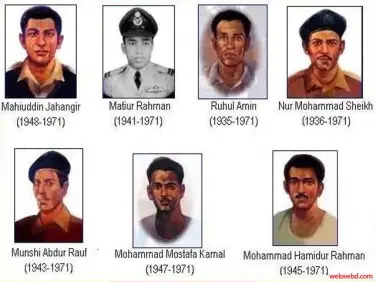 Mahiuddin Jahangir
(1948-1971)
Matiur Rahman
(1941-1971)
Ruhul Amin
(1935-1971)
Nur Mohammad Sheikh
(1936-1971)
Munshi Abdur Rauf
(1943-1971)
Mohammad Mostafa Kamal
(1947-1971)
Mohammad Hamidur Rahman
(1945-1971)
welovebd.com